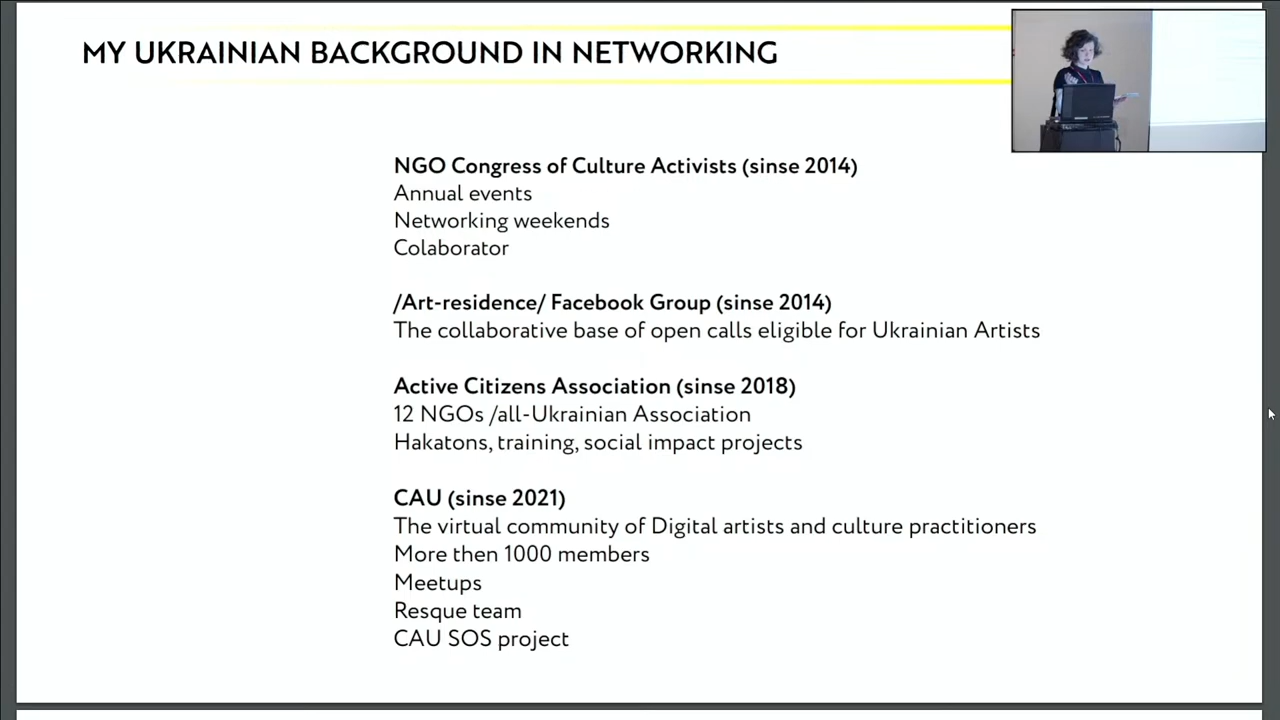 MY UKRAINIAN BACKGROUND IN NETWORKING
NGO Congress of Culture Activists (sinse 2014)
Annual events
Networking weekends
Colaborator
/Art-residence/ Facebook Group (sinse 2014)
The collaborative base of open calls eligible for Ukrainian Artists
Active Citizens Association (sinse 2018)
12 NGOs /all-Ukrainian Association
Hakatons, training, social impact projects
CAU (sinse 2021)
The virtual community of Digital artists and culture practitioners
More then 1000 members
Meetups
Resque team
CAU SOS project